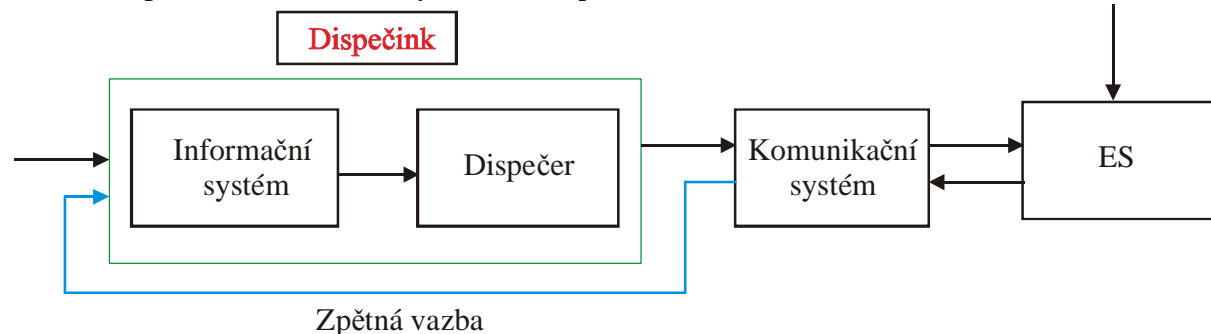 Dispečink
Informační
systém
Dispečer
Komunikační
systém
ES
Zpětná vazba